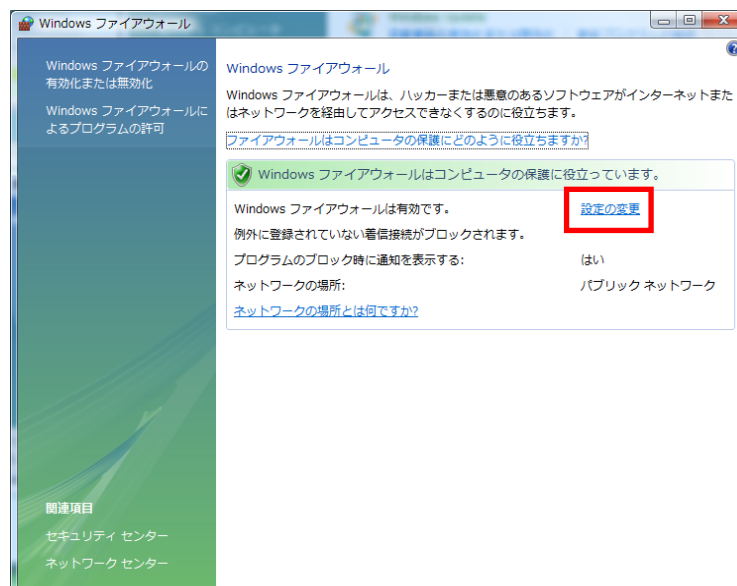 Windows ファイアウォール
Windows ファイアウォールの
有効化または無効化
Windows ファイアウォールに
よるプログラムの許可
Windows ファイアウォール
Windows ファイアウォールは、ハッカーまたは悪意のあるソフトウェアがインターネットまた
はネットワークを経由してアクセスできなくするのに役立ちます。
ファイアウォールはコンピュータの保護にどのように役立ちますか?
Windows ファイアウォールはコンピュータの保護に役立っています。
Windows ファイアウォールは有効です。 設定の変更
例外に登録されていない着信接続がブロックされます。
プログラムのブロック時に通知を表示する: はい
ネットワークの場所: パブリック ネットワーク
ネットワークの場所とは何ですか?
関連項目
セキュリティ センター
ネットワーク センター